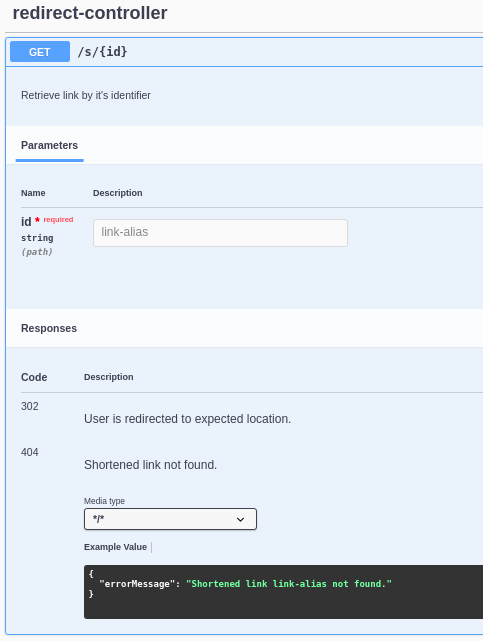 redirect-controller
GET /s/{id}
Retrieve link by it's identifier
Parameters
Name Description
id * required
string
(path)
link-alias
Responses
Code Description
302
User is redirected to expected location.
404
Shortened link not found.
Media type
*/*
Example Value
{
"errorMessage": "Shortened link link-alias not found."
}